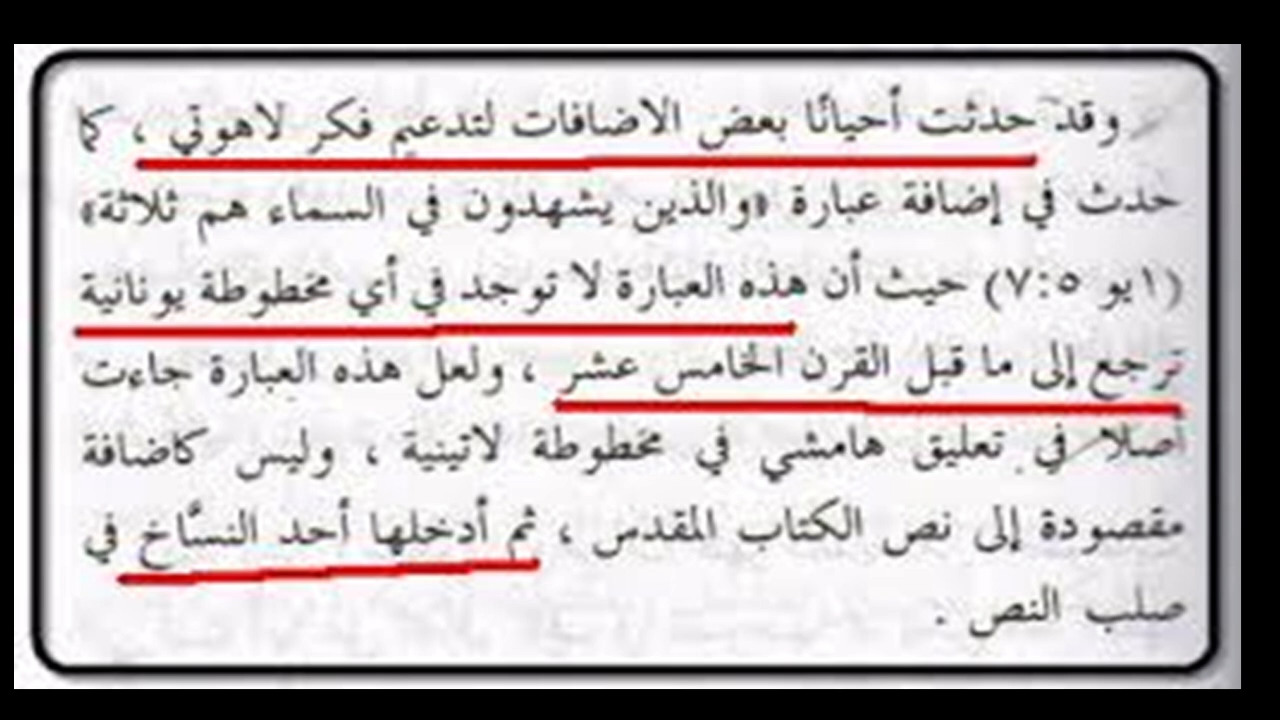 وقد حدثت أحيانًا بعض الاضافات لتدعيم فكر لاهوتي ، كما
حدث في إضافة عبارة «والذين يشهدون في السماء هم ثلاثة»
(١يو ٧:٥) حيث أن هذه العبارة لا توجد في أي مخطوطة يونانية
ترجع إلى ما قبل القرن الخامس عشر ، ولعل هذه العبارة جاءت
أصلا في تعليق هامشي في مخطوطة لاتينية ، وليس كاضافة
مقصودة إلى نص الكتاب المقدس ، ثم أدخلها أحد النسَّاخ في
صلب النص .